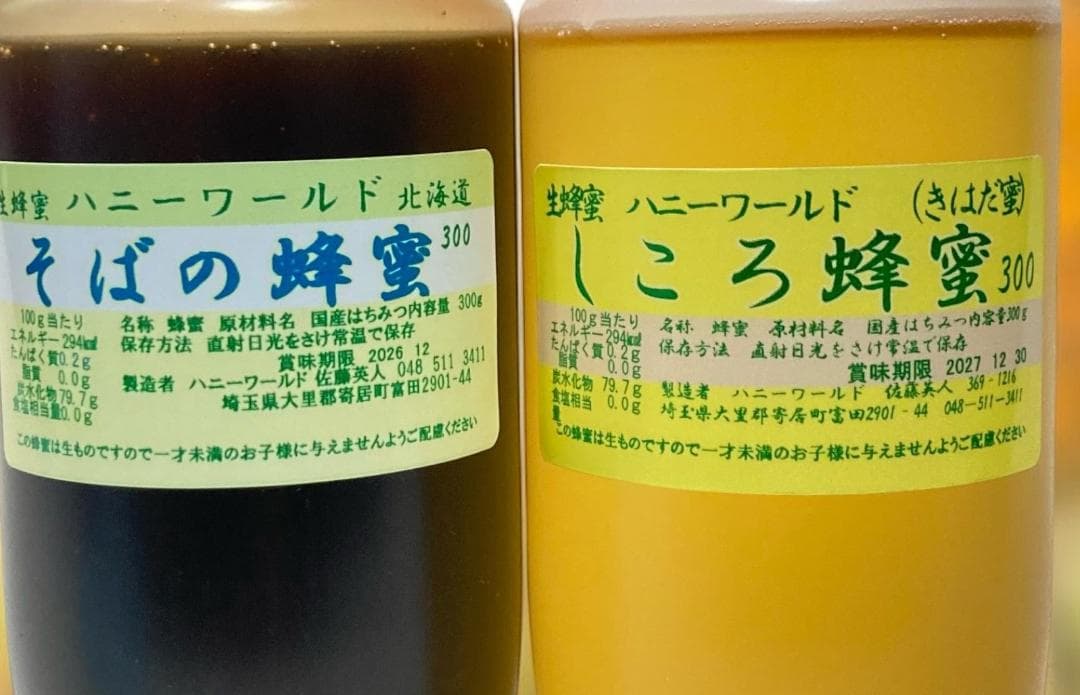 生蜂蜜 ハニーワールド 北海道
そばの蜂蜜 300
100g当たり
エネルギー294kcal
たんぱく質0.2g
脂質 0.0g
炭水化物 79.7g
食塩相当量0.0g
名称 蜂蜜 原材料名 国産はちみつ内容量 300g
保存方法 直射日光をさけ常温で保存
賞味期限 2026 12
製造者 ハニーワールド 佐藤英人 048 511 3411
埼玉県大里郡寄居町富田2901-44
この蜂蜜は生ものですので一才未満のお子様に与えませんようご配慮ください
生蜂蜜 ハニーワールド (きはだ蜜)
しころ蜂蜜 300
100g当たり
エネルギー294kcal
たんぱく質0.2g
脂質 0.0g
炭水化物 79.7g
食塩相当 0.0g
量
名称 蜂蜜 原材料名 国産はちみつ内容量300g
保存方法 直射日光をさけ常温で保存
賞味期限 2027 12 30
製造者 ハニーワールド 佐藤英人 369-1216
埼玉県大里郡寄居町富田2901-44 048-511-3411
この蜂蜜は生ものですので一才未満のお子様に与えませんようご配慮ください